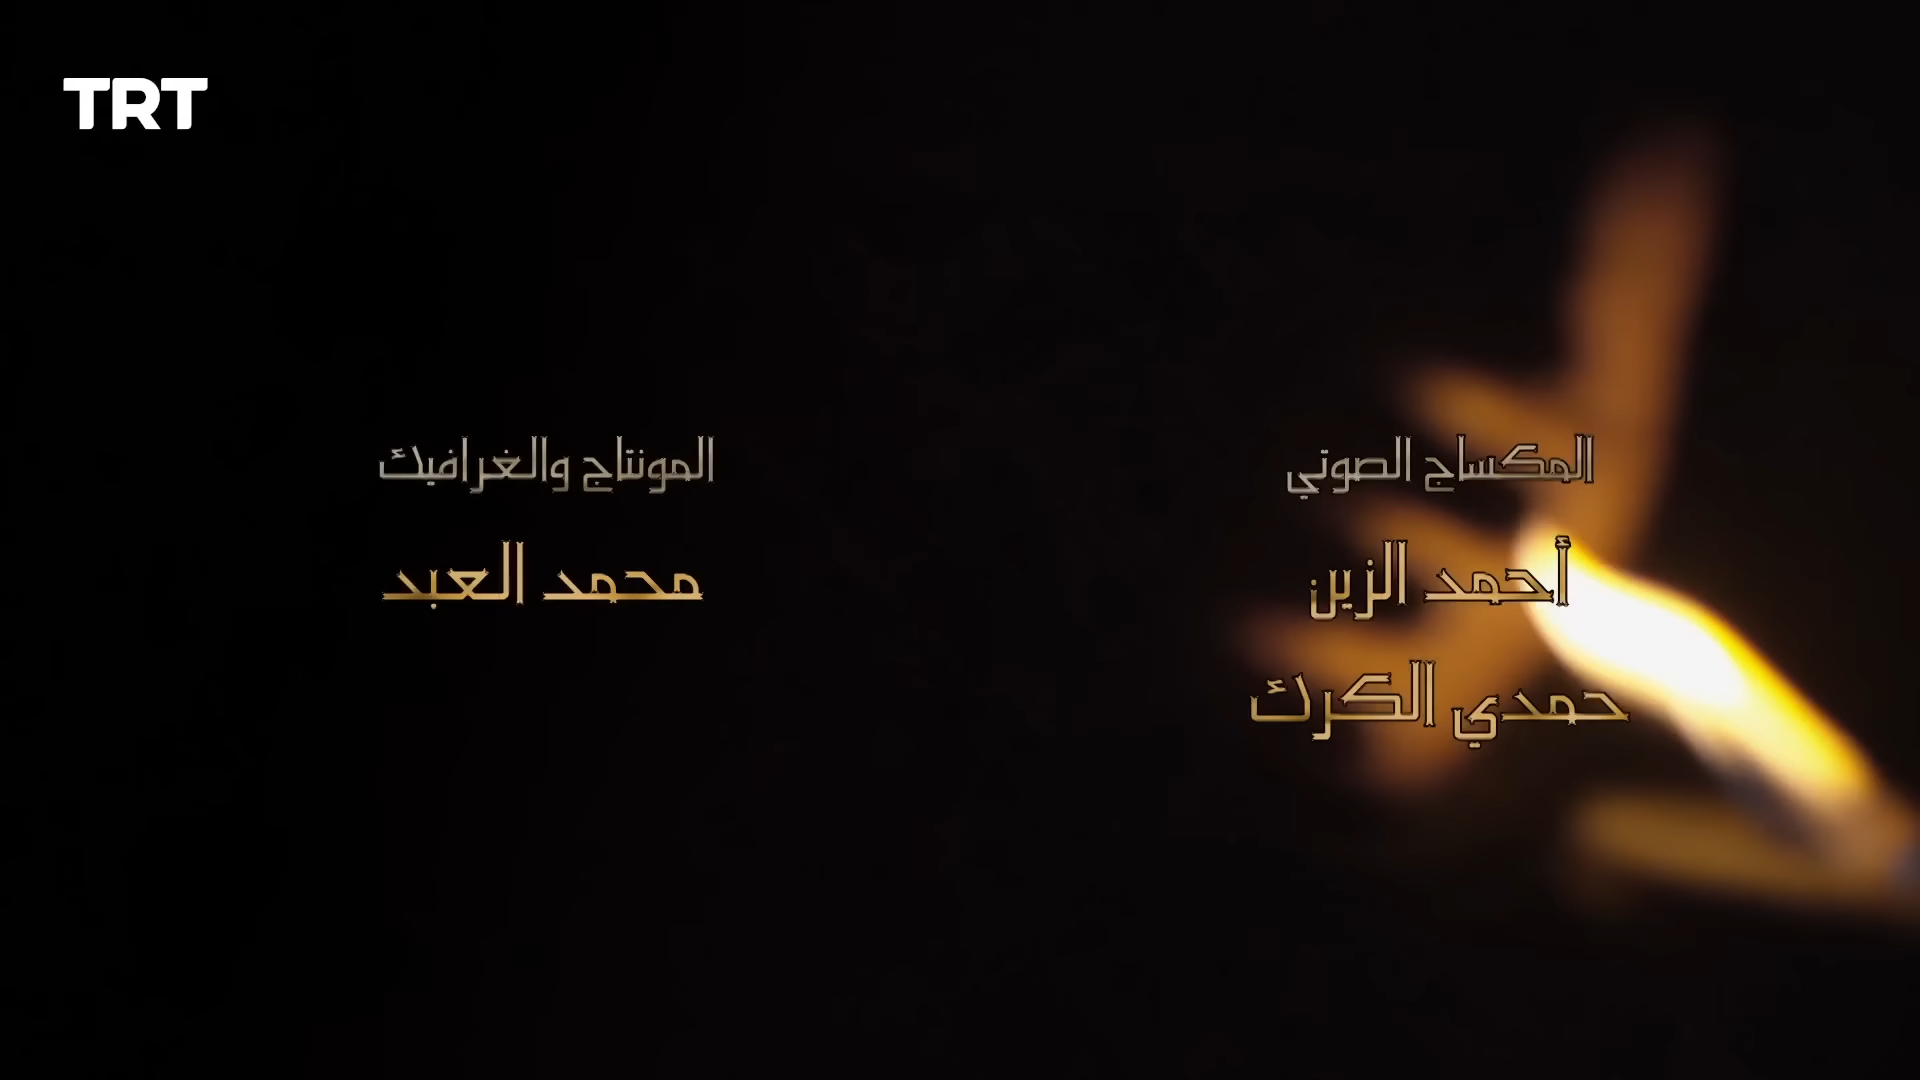 TRT
المكساج الصوتي
أحمد الزين
حمدي الكرك
المونتاج والغرافيك
محمد العبد